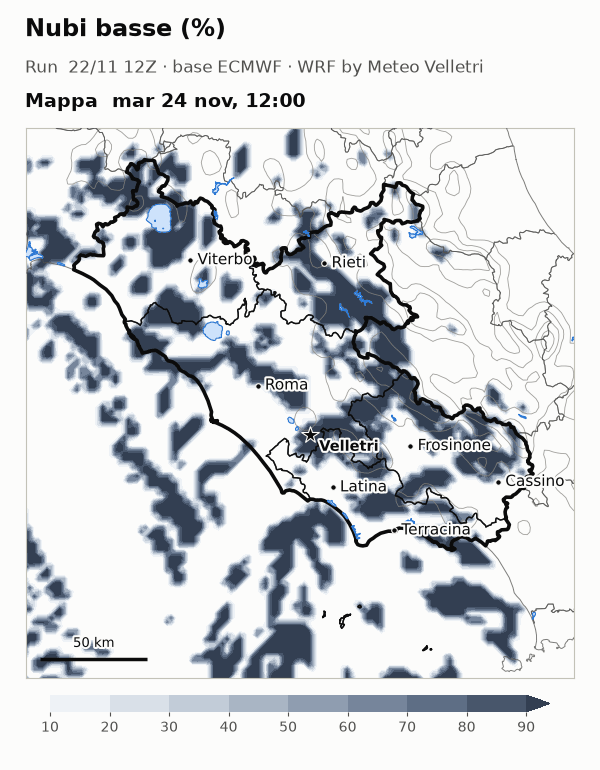 Nubi basse (%)
Run 22/11 12Z · base ECMWF · WRF by Meteo Velletri
Mappa mar 24 nov, 12:00
Viterbo
Rieti
Roma
Velletri
Frosinone
Latina
Cassino
Terracina
50 km
10 20 30 40 50 60 70 80 90